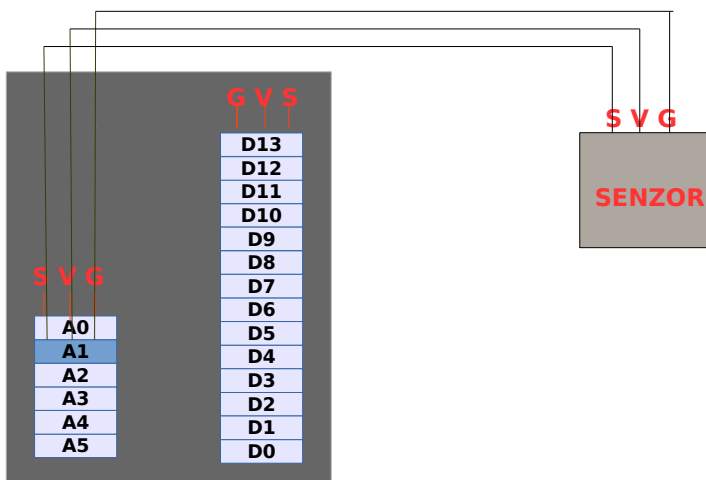 G V S
S V G
D13
D12
D11
D10
D9
D8
D7
D6
D5
D4
D3
D2
D1
D0
S V G
A0
A1
A2
A3
A4
A5
SENZOR